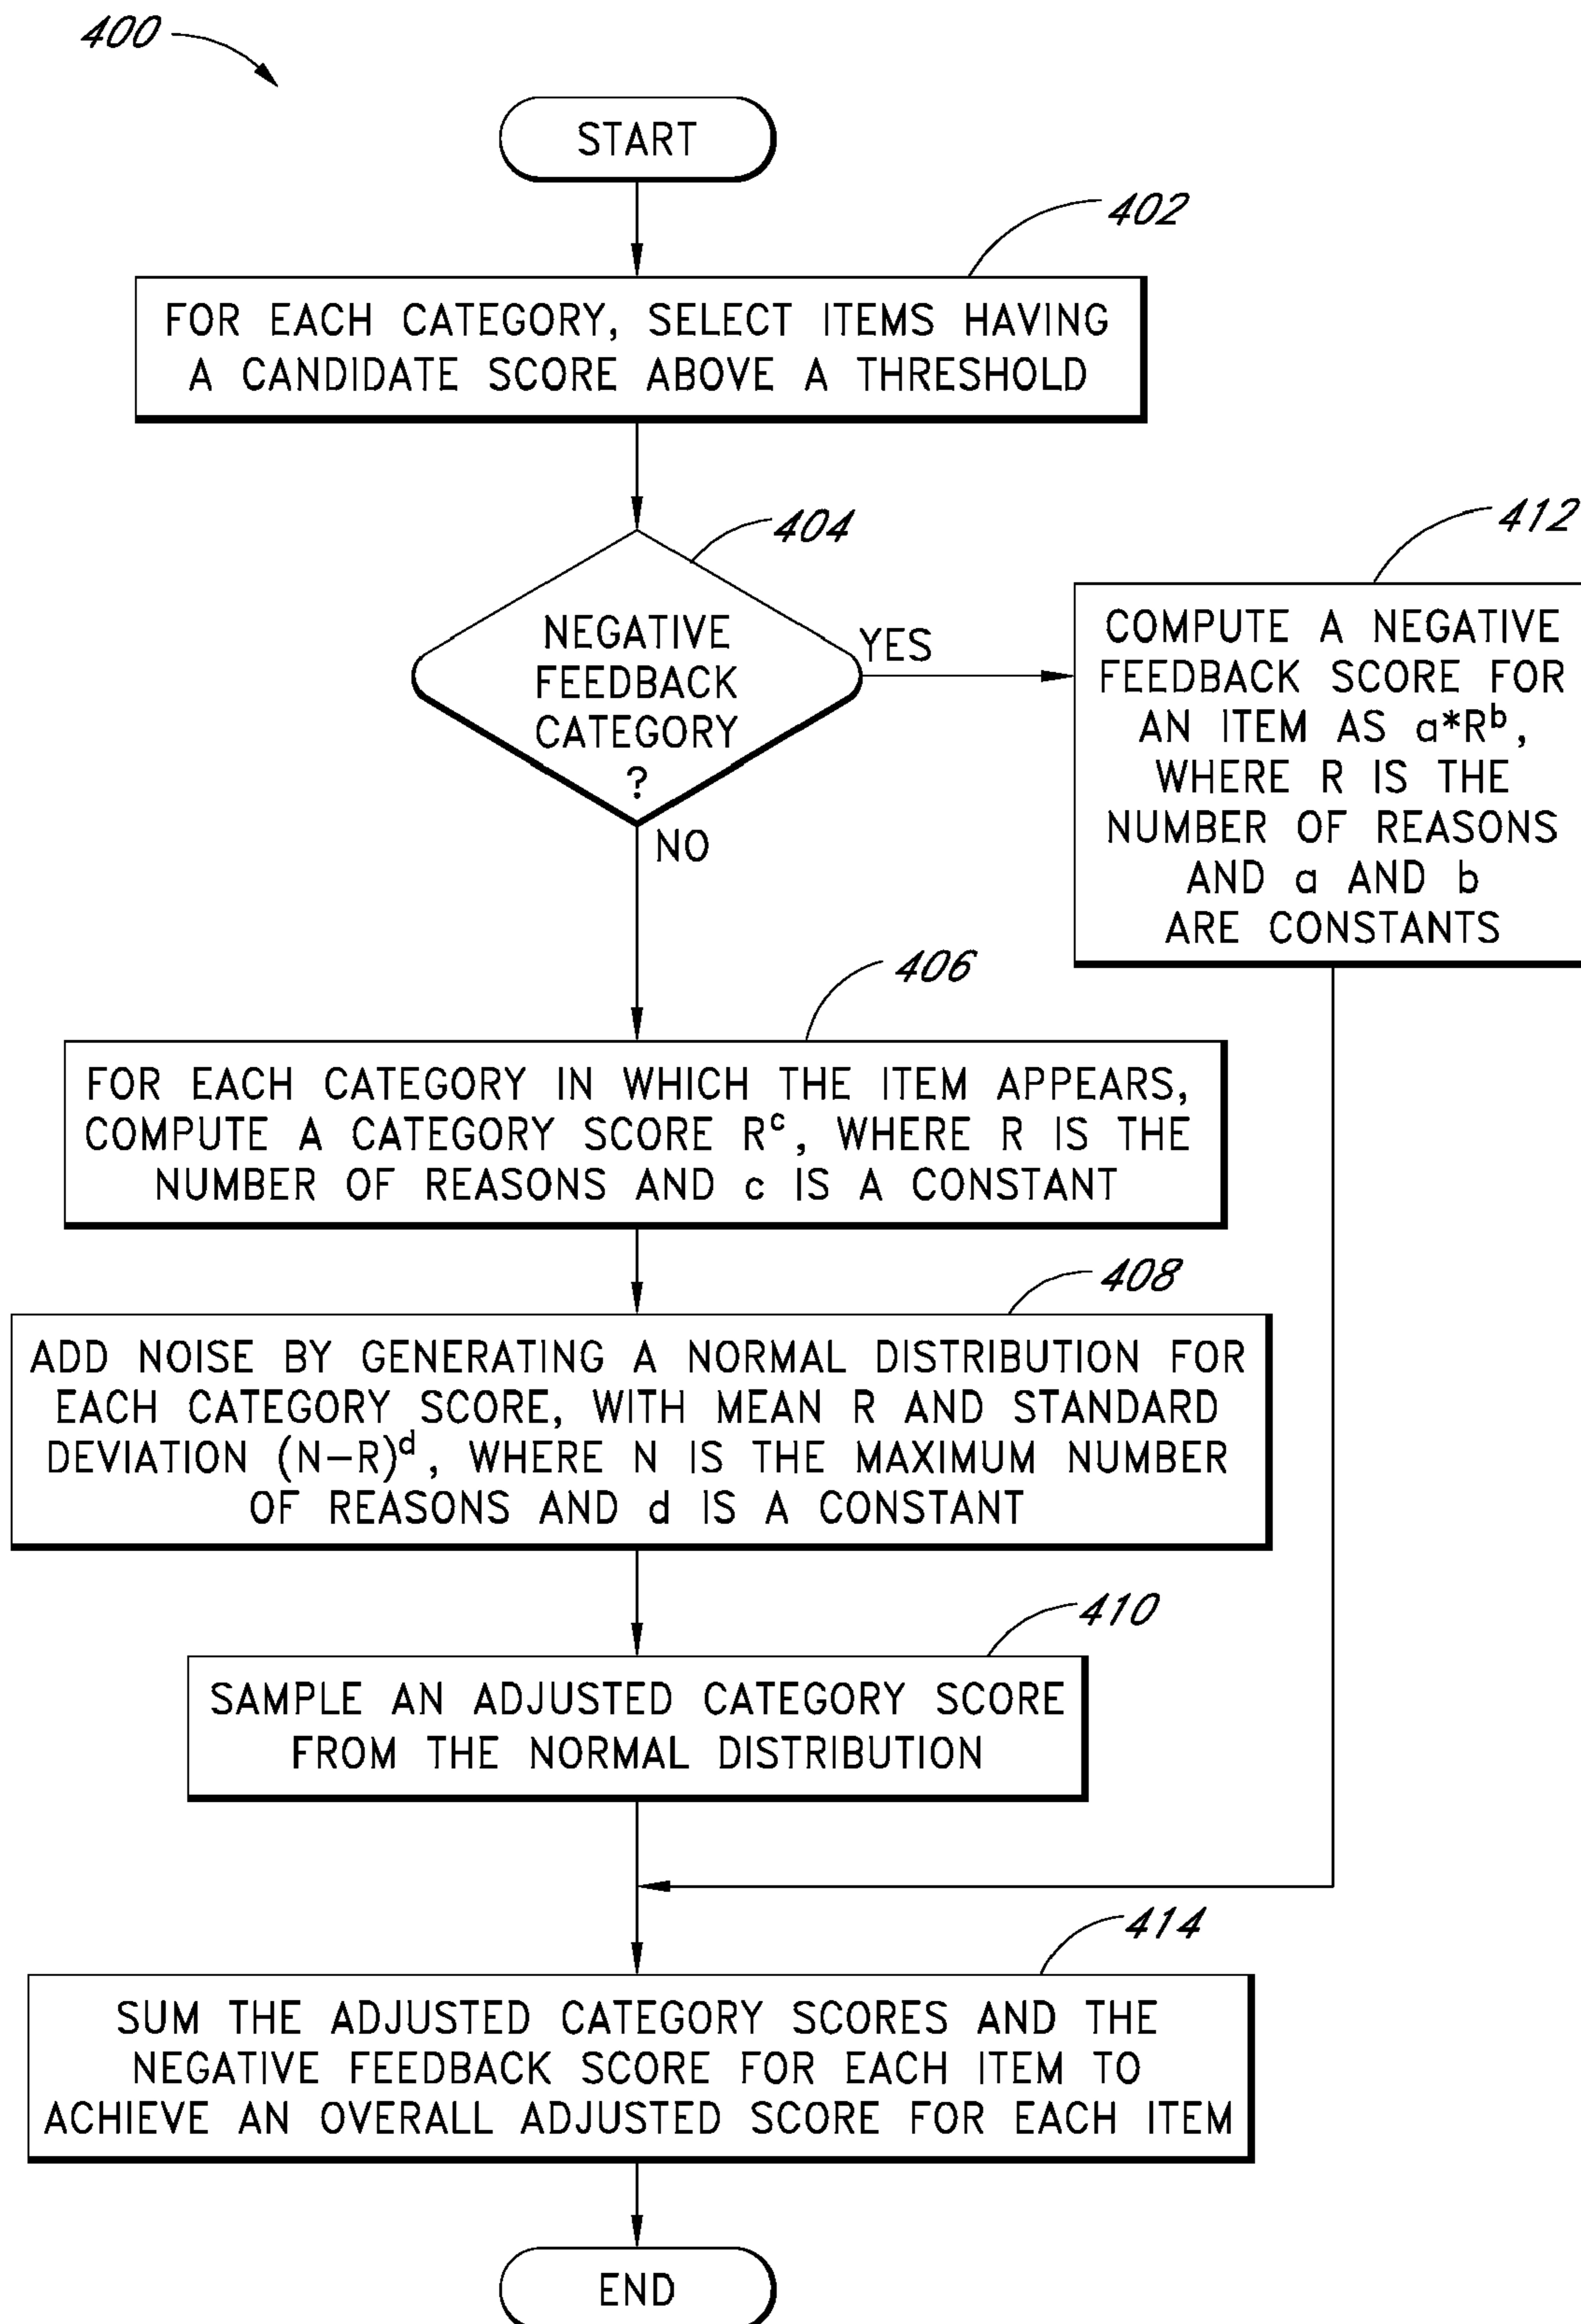 400
START
402
FOR EACH CATEGORY, SELECT ITEMS HAVING
A CANDIDATE SCORE ABOVE A THRESHOLD
404
NEGATIVE
FEEDBACK
CATEGORY
?
YES
NO
412
COMPUTE A NEGATIVE
FEEDBACK SCORE FOR
AN ITEM AS a*R^b,
WHERE R IS THE
NUMBER OF REASONS
AND a AND b
ARE CONSTANTS
406
FOR EACH CATEGORY IN WHICH THE ITEM APPEARS,
COMPUTE A CATEGORY SCORE R^c, WHERE R IS THE
NUMBER OF REASONS AND c IS A CONSTANT
408
ADD NOISE BY GENERATING A NORMAL DISTRIBUTION FOR
EACH CATEGORY SCORE, WITH MEAN R AND STANDARD
DEVIATION (N-R)^d, WHERE N IS THE MAXIMUM NUMBER
OF REASONS AND d IS A CONSTANT
410
SAMPLE AN ADJUSTED CATEGORY SCORE
FROM THE NORMAL DISTRIBUTION
414
SUM THE ADJUSTED CATEGORY SCORES AND THE
NEGATIVE FEEDBACK SCORE FOR EACH ITEM TO
ACHIEVE AN OVERALL ADJUSTED SCORE FOR EACH ITEM
END